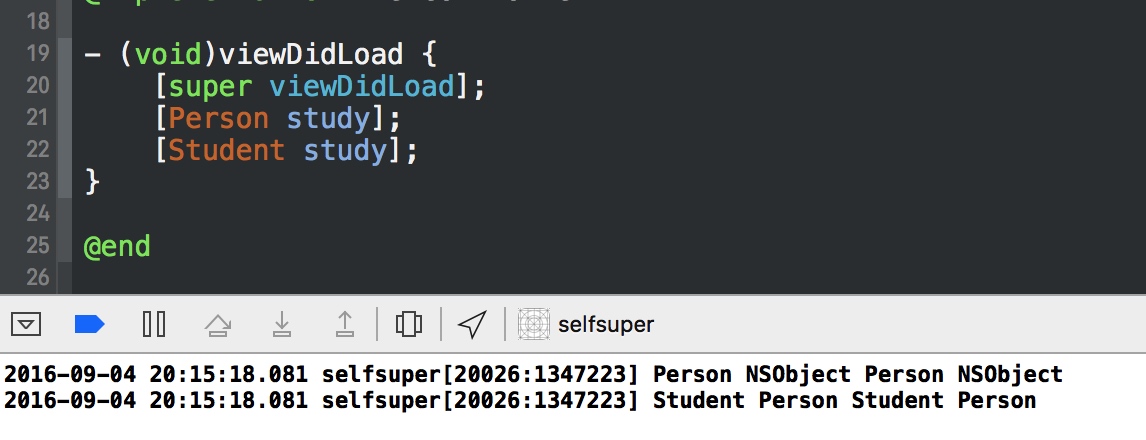 18
19 - (void)viewDidLoad {
20 [super viewDidLoad];
21 [Person study];
22 [Student study];
23 }
24
25 @end
26
selfsuper
2016-09-04 20:15:18.081 selfsuper[20026:1347223] Person NSObject Person NSObject
2016-09-04 20:15:18.081 selfsuper[20026:1347223] Student Person Student Person